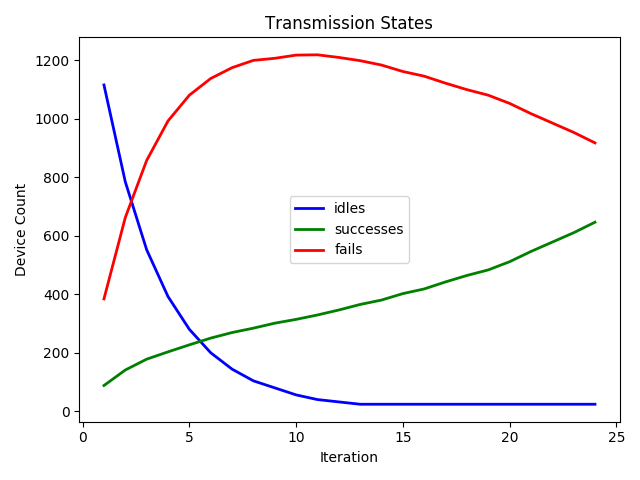 Transmission States
Device Count
1200
1000
800
600
400
200
0
idles
successes
fails
0 5 10 15 20 25
Iteration